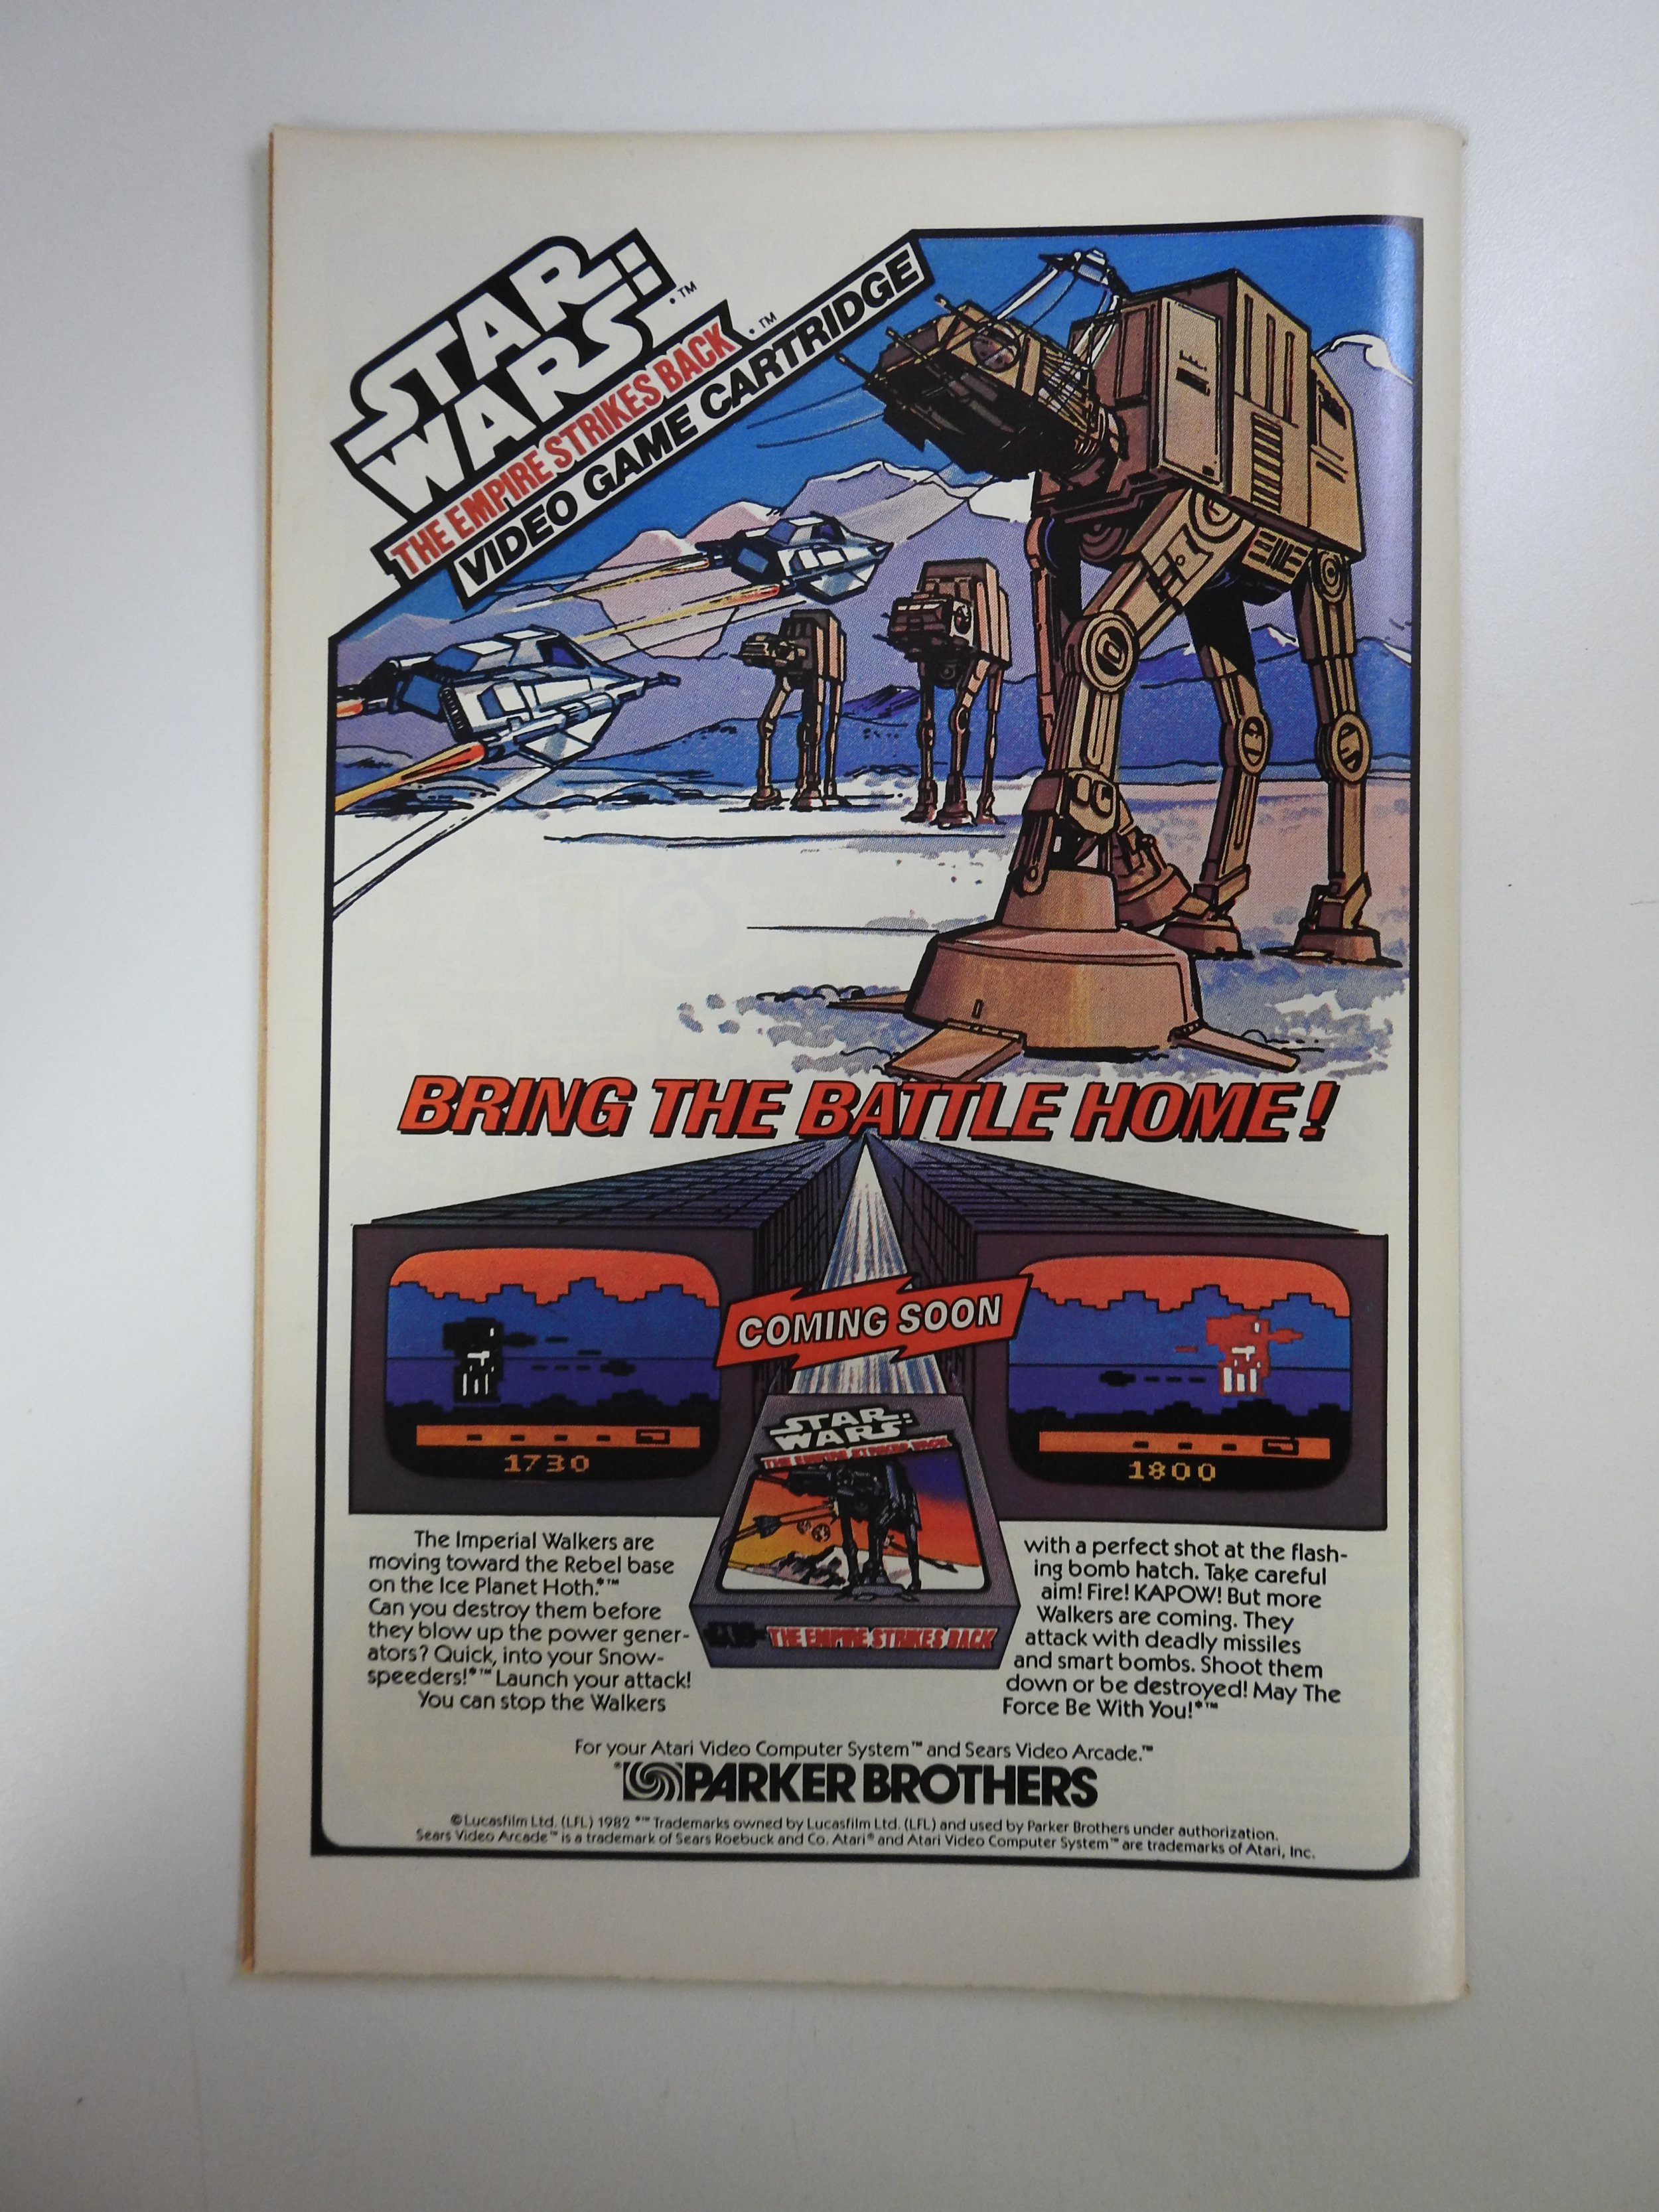 STAR
WARS:™
THE EMPIRE STRIKES BACK•™
VIDEO GAME CARTRIDGE
BRING THE BATTLE HOME!
COMING SOON
1730
1800
STAR
WARS
THE EMPIRE STRIKES BACK
THE EMPIRE STRIKES BACK
The Imperial Walkers are
moving toward the Rebel base
on the Ice Planet Hoth.*™
Can you destroy them before
they blow up the power gener-
ators? Quick, into your Snow-
speeders!*™ Launch your attack!
You can stop the Walkers
with a perfect shot at the flash-
ing bomb hatch. Take careful
aim! Fire! KAPOW! But more
Walkers are coming. They
attack with deadly missiles
and smart bombs. Shoot them
down or be destroyed! May The
Force Be With You!*™
For your Atari Video Computer System™ and Sears Video Arcade.™
PARKER BROTHERS
© Lucasfilm Ltd. (LFL) 1982 *™ Trademarks owned by Lucasfilm Ltd. (LFL) and used by Parker Brothers under authorization.
Sears Video Arcade™ is a trademark of Sears Roebuck and Co. Atari® and Atari Video Computer System™ are trademarks of Atari, Inc.